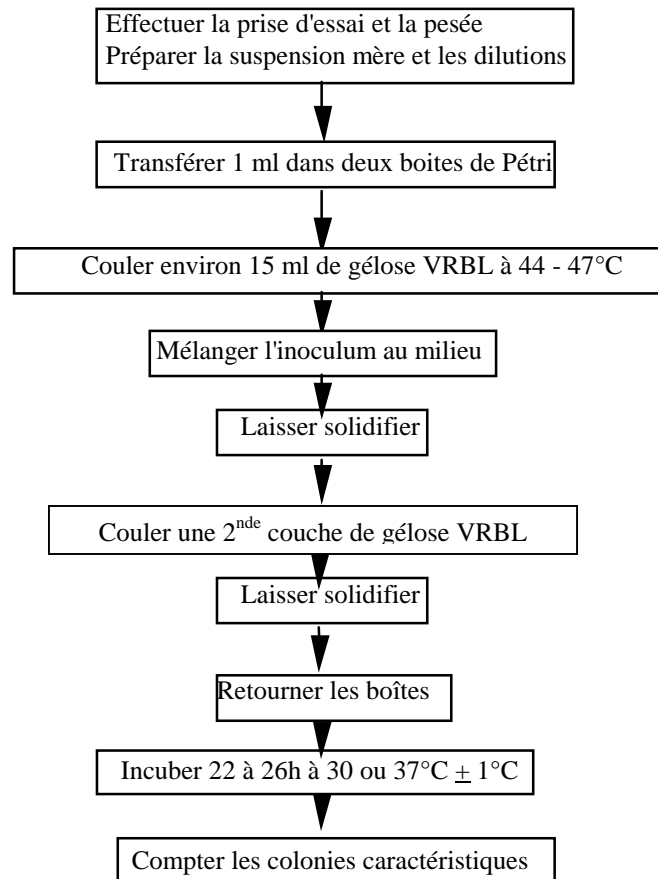 Effectuer la prise d'essai et la pesée
Préparer la suspension mère et les dilutions
Transférer 1 ml dans deux boites de Pétri
Couler environ 15 ml de gélose VRBL à 44 - 47°C
Mélanger l'inoculum au milieu
Laisser solidifier
Couler une 2nde couche de gélose VRBL
Laisser solidifier
Retourner les boîtes
Incuber 22 à 26h à 30 ou 37°C ± 1°C
Compter les colonies caractéristiques